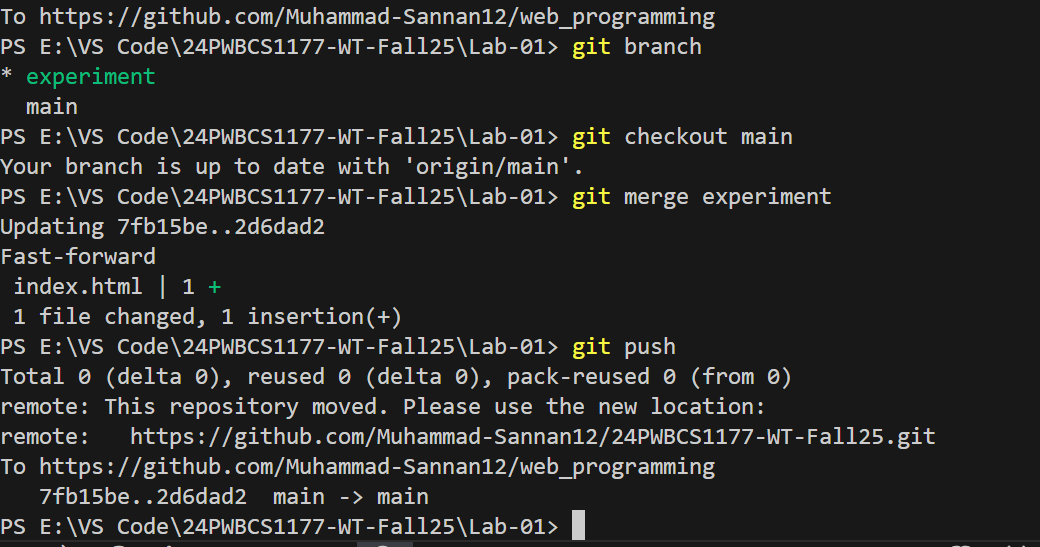 To https://github.com/Muhammad-Sannan12/web_programming
PS E:\VS Code\24PWBCS1177-WT-Fall25\Lab-01> git branch
* experiment
  main
PS E:\VS Code\24PWBCS1177-WT-Fall25\Lab-01> git checkout main
Your branch is up to date with 'origin/main'.
PS E:\VS Code\24PWBCS1177-WT-Fall25\Lab-01> git merge experiment
Updating 7fb15be..2d6dad2
Fast-forward
 index.html | 1 +
 1 file changed, 1 insertion(+)
PS E:\VS Code\24PWBCS1177-WT-Fall25\Lab-01> git push
Total 0 (delta 0), reused 0 (delta 0), pack-reused 0 (from 0)
remote: This repository moved. Please use the new location:
remote:   https://github.com/Muhammad-Sannan12/24PWBCS1177-WT-Fall25.git
To https://github.com/Muhammad-Sannan12/web_programming
   7fb15be..2d6dad2  main -> main
PS E:\VS Code\24PWBCS1177-WT-Fall25\Lab-01>